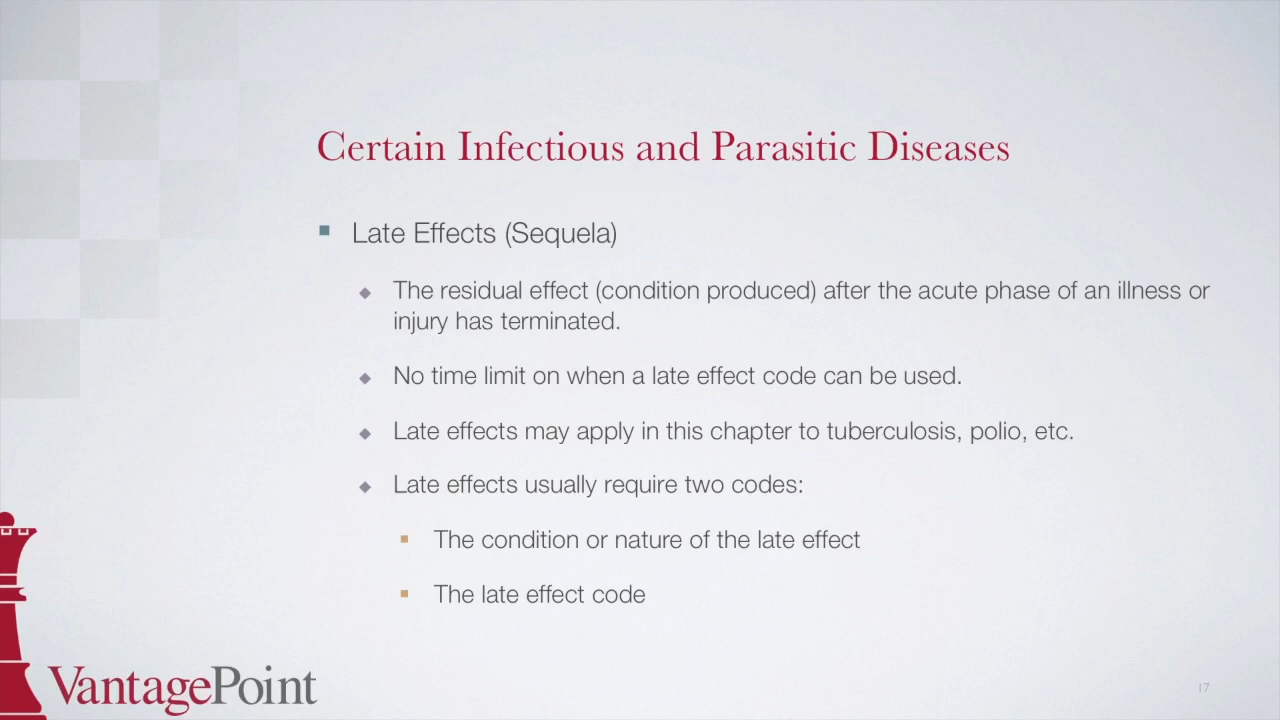 Certain Infectious and Parasitic Diseases
Late Effects (Sequela)
The residual effect (condition produced) after the acute phase of an illness or
injury has terminated.
No time limit on when a late effect code can be used.
Late effects may apply in this chapter to tuberculosis, polio, etc.
Late effects usually require two codes:
The condition or nature of the late effect
The late effect code
VantagePoint
17